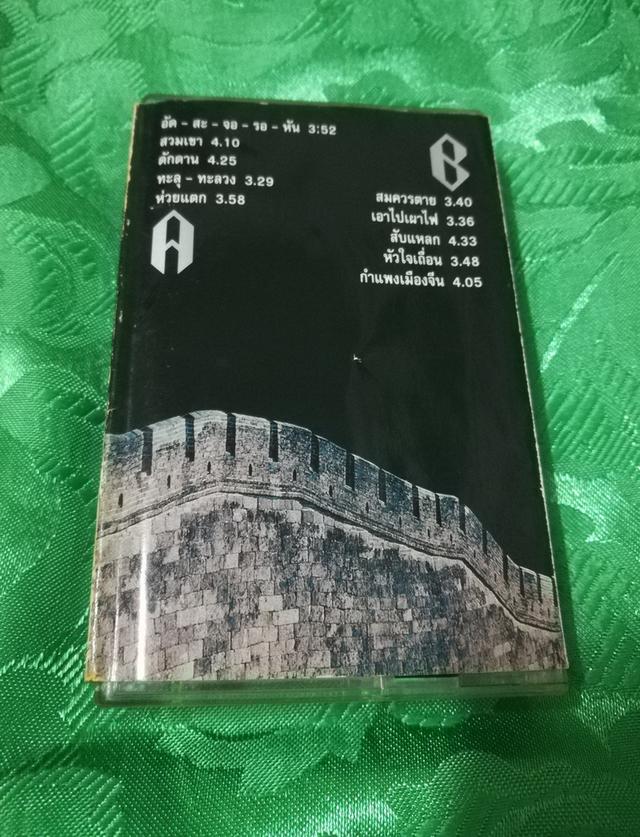 อัด - สะ - จอ - รอ - หัน 3:52
สวมเขา 4.10
ดักดาน 4.25
ทะลุ - ทะลวง 3.29
ห่วยแตก 3.58
A
B
สมควรตาย 3.40
เอาไปเผาไฟ 3.36
สับแหลก 4.33
หัวใจเถื่อน 3.48
กำแพงเมืองจีน 4.05